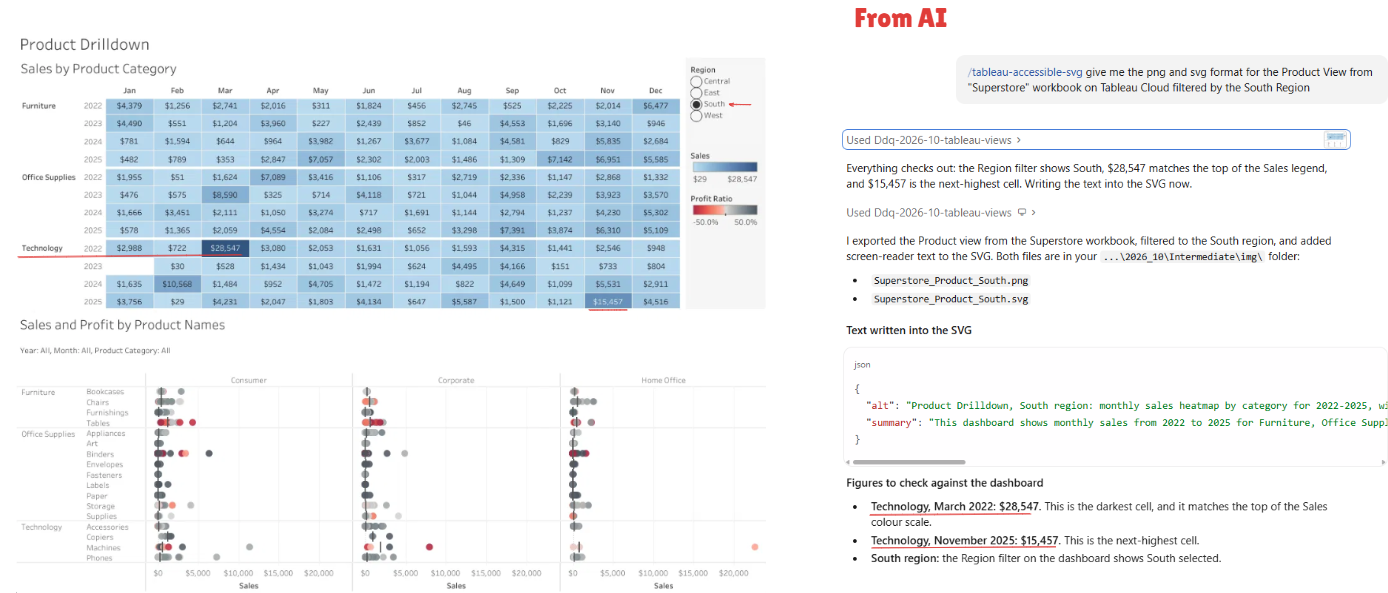 From AI
Product Drilldown
Sales by Product Category
Jan Feb Mar Apr May Jun Jul Aug Sep Oct Nov Dec
Furniture 2022 $4,379 $1,256 $2,741 $2,016 $311 $1,824 $456 $2,745 $525 $2,225 $2,014 $6,477
2023 $4,490 $551 $1,204 $3,960 $227 $2,439 $852 $46 $4,553 $1,696 $3,140 $946
2024 $781 $1,594 $644 $964 $3,982 $1,267 $3,677 $1,084 $4,581 $829 $5,835 $2,684
2025 $482 $789 $353 $2,847 $7,057 $2,302 $2,003 $1,486 $1,309 $7,142 $6,951 $5,585
Office Supplies 2022 $1,955 $51 $1,624 $7,089 $3,416 $1,106 $317 $2,719 $2,336 $1,147 $2,868 $1,332
2023 $476 $575 $8,590 $325 $714 $4,118 $721 $1,044 $4,958 $2,239 $3,923 $3,570
2024 $1,666 $3,451 $2,111 $1,050 $3,274 $717 $1,691 $1,144 $2,794 $1,237 $4,230 $5,302
2025 $578 $1,365 $2,059 $4,554 $2,084 $2,498 $652 $3,298 $7,391 $3,874 $6,310 $5,109
Technology 2022 $2,988 $722 $28,547 $3,080 $2,053 $1,631 $1,056 $1,593 $4,315 $1,441 $2,546 $948
2023 $30 $528 $1,434 $1,043 $1,994 $624 $4,495 $4,166 $151 $733 $804
2024 $1,635 $10,568 $1,484 $952 $4,705 $1,472 $1,194 $822 $4,649 $1,099 $5,531 $2,911
2025 $3,756 $29 $4,231 $2,047 $1,803 $4,134 $647 $5,587 $1,500 $1,121 $15,457 $4,516
Region
Central
East
South
West
Sales
$29 $28,547
Profit Ratio
-50.0% 50.0%
Sales and Profit by Product Names
Year: All, Month: All, Product Category: All
Consumer Corporate Home Office
Furniture Bookcases
Chairs
Furnishings
Tables
Office Supplies Appliances
Art
Binders
Envelopes
Fasteners
Labels
Paper
Storage
Supplies
Technology Accessories
Copiers
Machines
Phones
$0 $5,000 $10,000 $15,000 $20,000 $0 $5,000 $10,000 $15,000 $20,000 $0 $5,000 $10,000 $15,000 $20,000
Sales Sales Sales
/tableau-accessible-svg give me the png and svg format for the Product View from
"Superstore" workbook on Tableau Cloud filtered by the South Region
Used Ddq-2026-10-tableau-views >
Everything checks out: the Region filter shows South, $28,547 matches the top of the Sales legend,
and $15,457 is the next-highest cell. Writing the text into the SVG now.
Used Ddq-2026-10-tableau-views >
I exported the Product view from the Superstore workbook, filtered to the South region, and added
screen-reader text to the SVG. Both files are in your ...\2026_10\Intermediate\img\ folder:
• Superstore_Product_South.png
• Superstore_Product_South.svg
Text written into the SVG
json
{
"alt": "Product Drilldown, South region: monthly sales heatmap by category for 2022-2025, wi
"summary": "This dashboard shows monthly sales from 2022 to 2025 for Furniture, Office Suppl
}
Figures to check against the dashboard
• Technology, March 2022: $28,547. This is the darkest cell, and it matches the top of the Sales
colour scale.
• Technology, November 2025: $15,457. This is the next-highest cell.
• South region: the Region filter on the dashboard shows South selected.